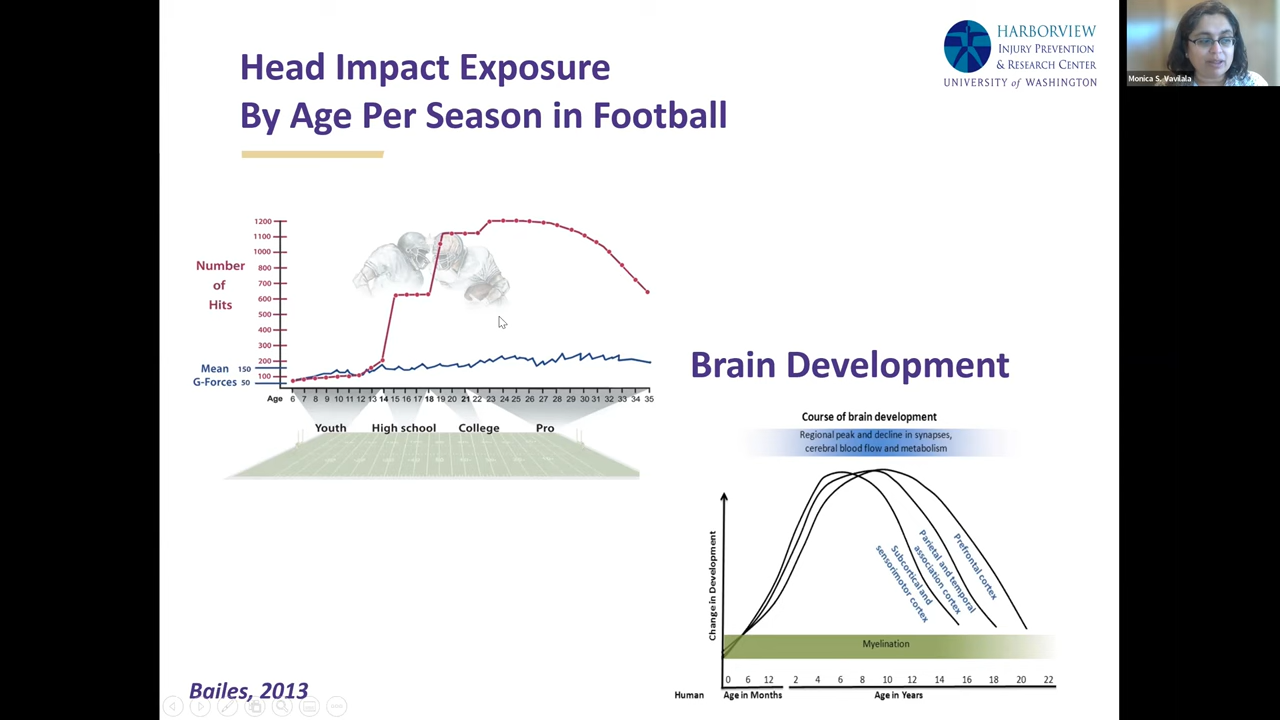 Head Impact Exposure
By Age Per Season in Football
HARBORVIEW
INJURY PREVENTION
& RESEARCH CENTER
UNIVERSITY of WASHINGTON
Monica S. Vavilala
Number
of
Hits
1200
1100
1000
800
700
600
500
400
300
200
100
Mean 150
G-Forces 50
Age 6 7 8 9 10 11 12 13 14 15 16 17 18 19 20 21 22 23 24 25 26 27 28 29 30 31 32 33 34 35
Youth High school College Pro
Brain Development
Course of brain development
Regional peak and decline in synapses,
cerebral blood flow and metabolism
Change in Development
Subcortical and
sensorimotor cortex
Parietal and temporal
association cortex
Prefrontal cortex
Myelination
0 6 12 2 4 6 8 10 12 14 16 18 20 22
Human Age in Months Age in Years
Bailes, 2013